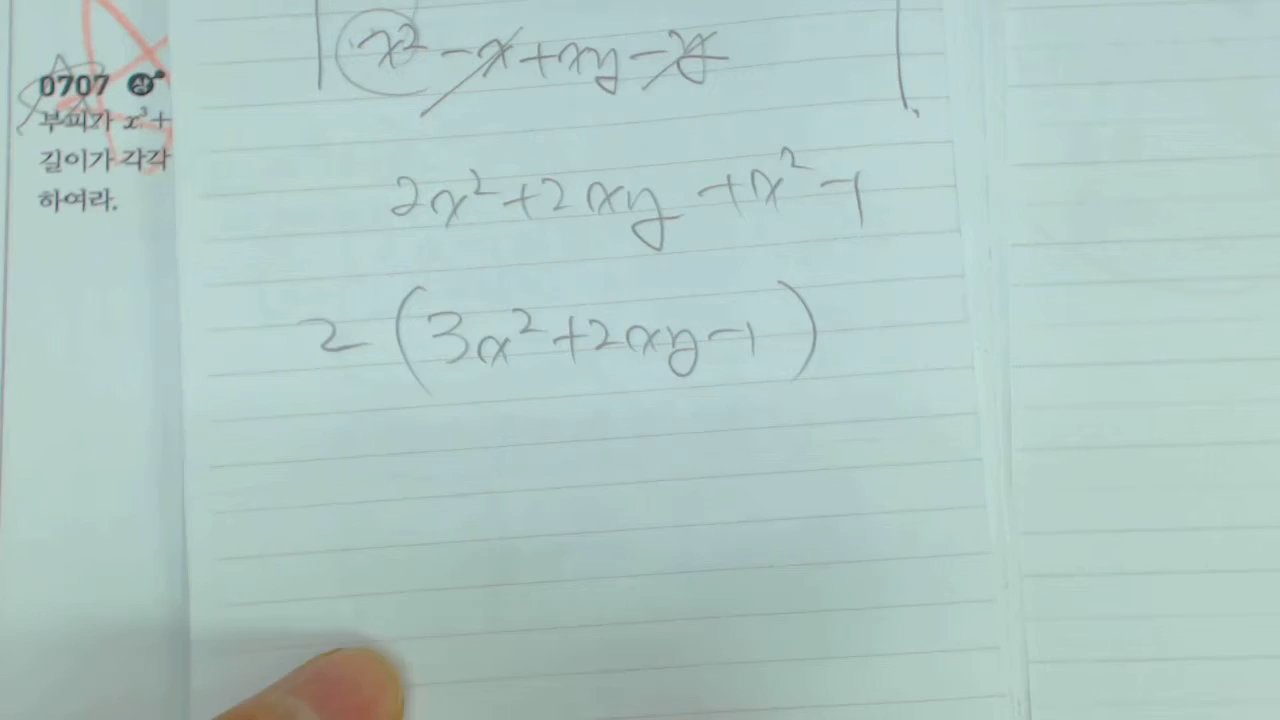 x² - x + xy - y
0707
부피가 x³+
길이가 각각
하여라.
2x² + 2xy + x² - 1
2(3x² + 2xy - 1)